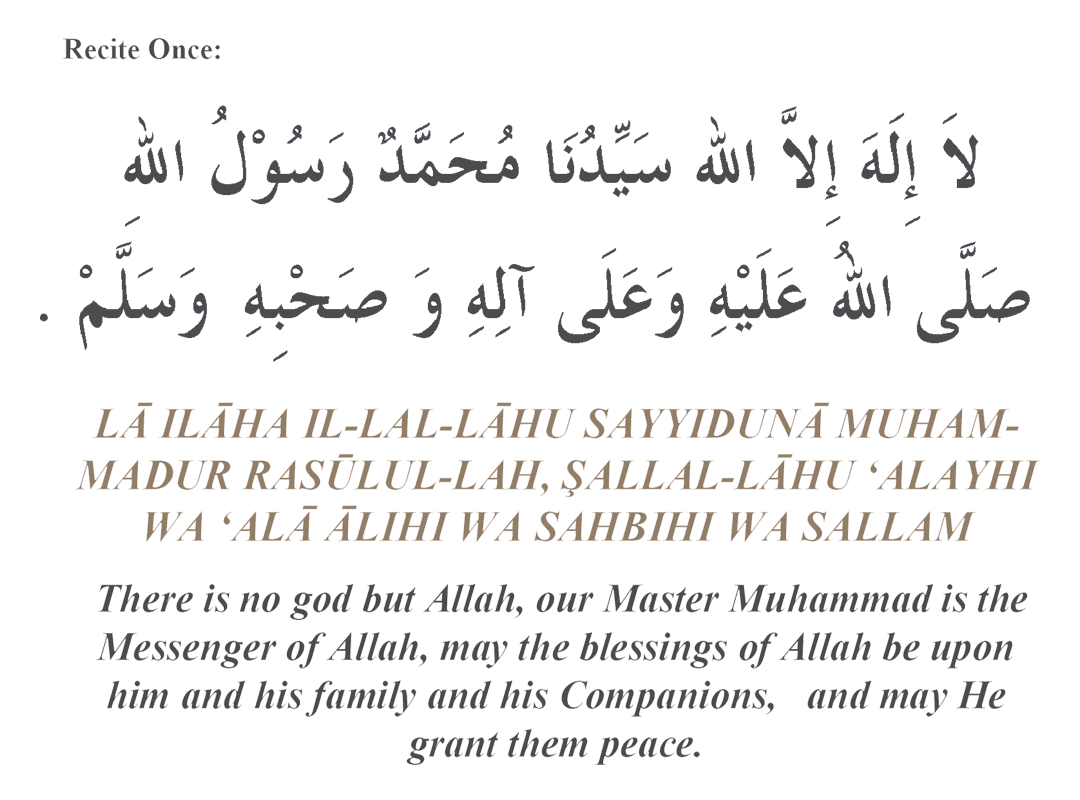 Recite Once:
لاَ إِلَهَ إِلاَّ الله سَيِّدُنَا مُحَمَّدٌ رَسُوْلُ اللهِ
صَلَّى اللهُ عَلَيْهِ وَعَلَى آلِهِ وَ صَحْبِهِ وَسَلَّمْ .
LĀ ILĀHA IL-LAL-LĀHU SAYYIDUNĀ MUHAM-
MADUR RASŪLUL-LAH, ŞALLAL-LĀHU ‘ALAYHI
WA ‘ALĀ ĀLIHI WA SAHBIHI WA SALLAM
There is no god but Allah, our Master Muhammad is the
Messenger of Allah, may the blessings of Allah be upon
him and his family and his Companions, and may He
grant them peace.